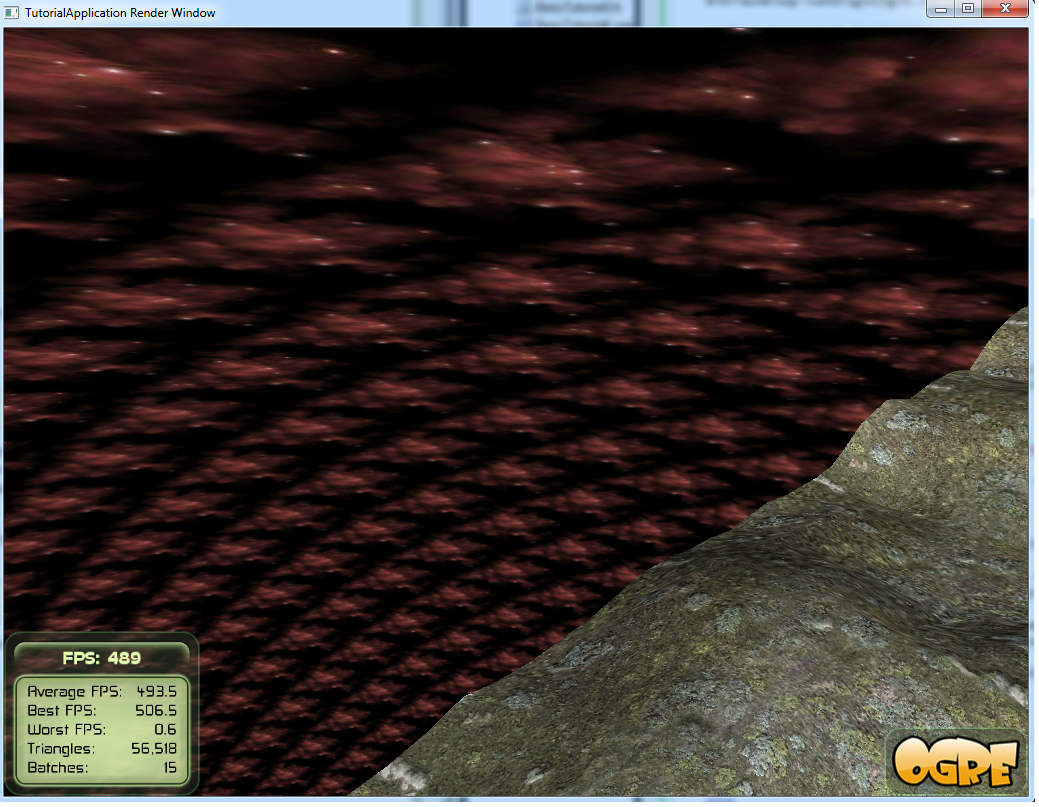 TutorialApplication Render Window
FPS: 489
Average FPS: 493.5
Best FPS: 506.5
Worst FPS: 0.6
Triangles: 56,518
Batches: 15
OGRE